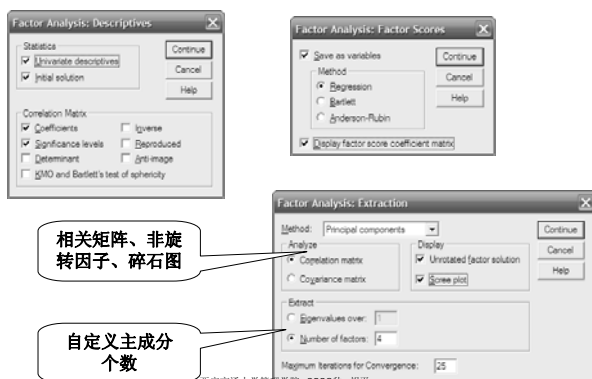 Factor Analysis: Descriptives
Statistics
Univariate descriptives
Initial solution
Continue
Cancel
Help
Correlation Matrix
Coefficients
Inverse
Significance levels
Reproduced
Determinant
Anti-image
KMO and Bartlett's test of sphericity
Factor Analysis: Factor Scores
Save as variables
Method
Regression
Bartlett
Anderson-Rubin
Continue
Cancel
Help
Display factor score coefficient matrix
相关矩阵、非旋
转因子、碎石图
自定义主成分
个数
Factor Analysis: Extraction
Method: Principal components
Continue
Cancel
Help
Analyze
Correlation matrix
Covariance matrix
Display
Unrotated factor solution
Scree plot
Extract
Eigenvalues over: 1
Number of factors: 4
Maximum Iterations for Convergence: 25